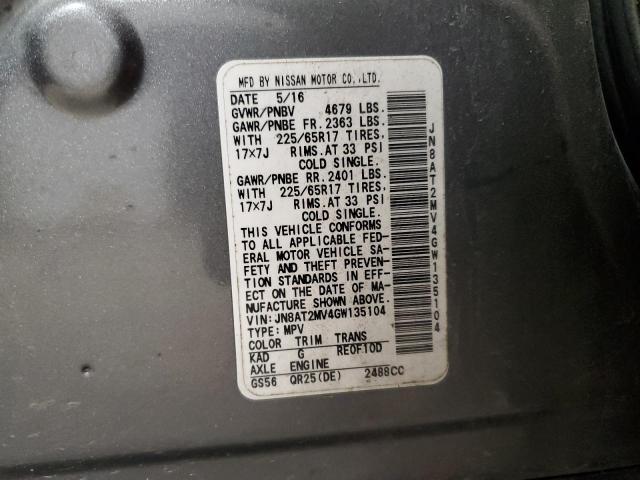 MFD BY NISSAN MOTOR CO.,LTD.
DATE 5/16
GVWR/PNBV 4679 LBS.
GAWR/PNBE FR. 2363 LBS.
WITH 225/65R17 TIRES,
17×7J RIMS.AT 33 PSI
COLD SINGLE.
GAWR/PNBE RR. 2401 LBS.
WITH 225/65R17 TIRES,
17×7J RIMS.AT 33 PSI
COLD SINGLE.
THIS VEHICLE CONFORMS
TO ALL APPLICABLE FED-
ERAL MOTOR VEHICLE SA-
FETY AND THEFT PREVEN-
TION STANDARDS IN EFF-
ECT ON THE DATE OF MA-
NUFACTURE SHOWN ABOVE.
VIN: JN8AT2MV4GW135104
TYPE: MPV
COLOR TRIM TRANS
KAD G RE0F10D
AXLE ENGINE
GS56 QR25(DE) 2488CC
JN8AT2MV4GW135104